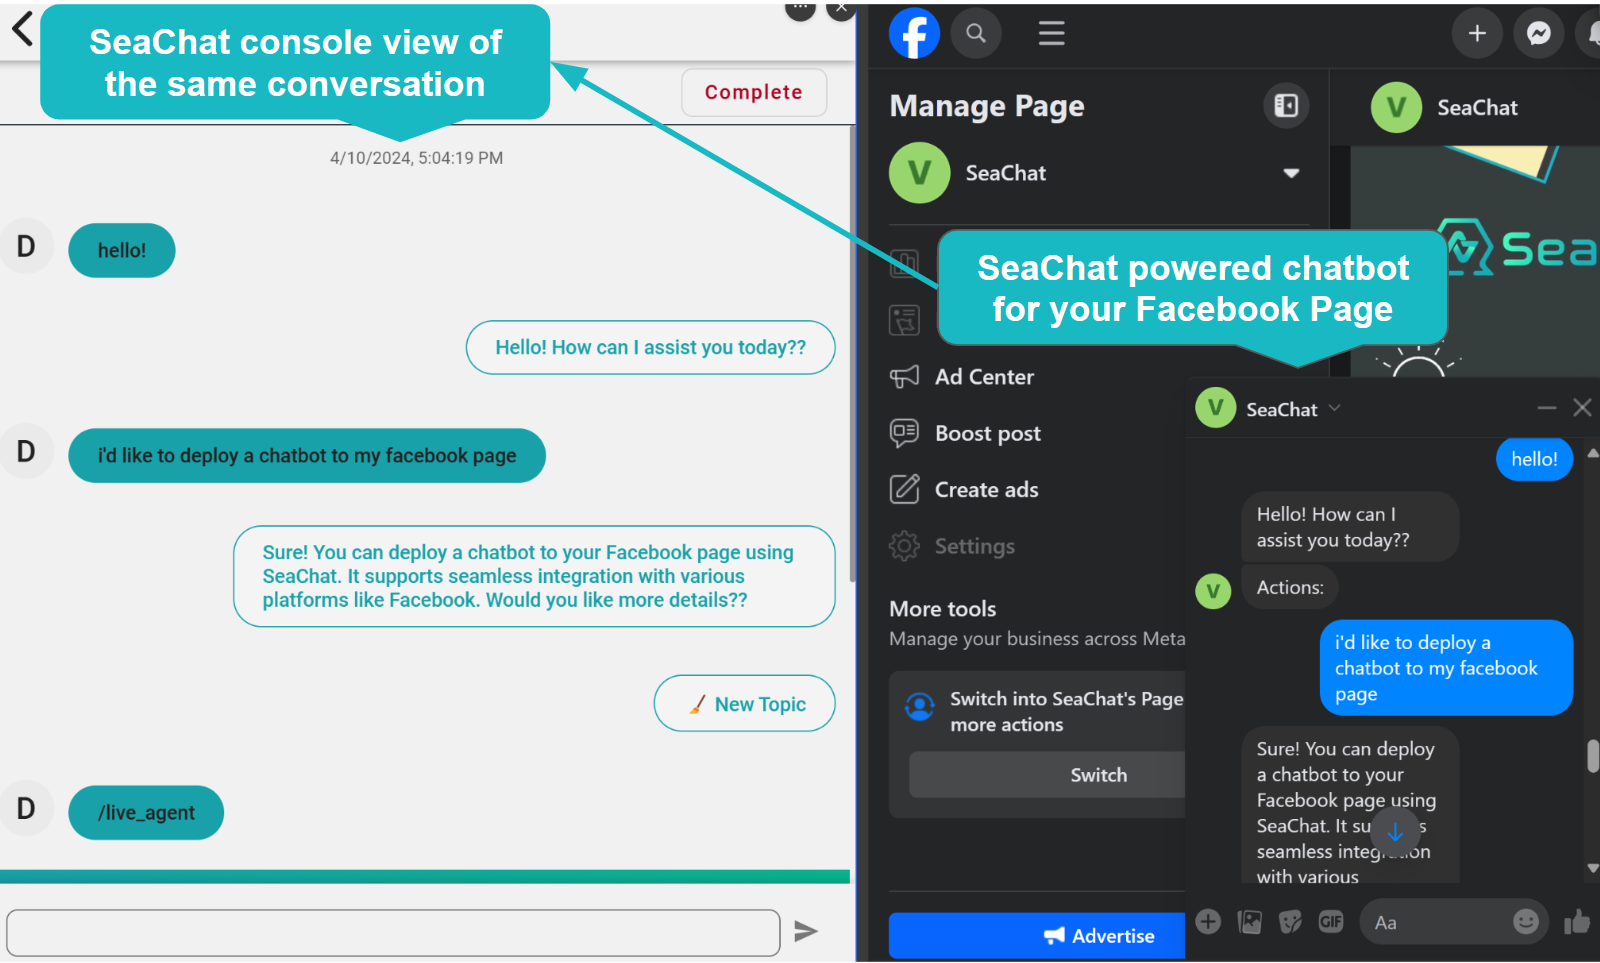 SeaChat console view of
the same conversation
Complete
4/10/2024, 5:04:19 PM
D
hello!
Hello! How can I assist you today??
D
i'd like to deploy a chatbot to my facebook page
Sure! You can deploy a chatbot to your Facebook page using
SeaChat. It supports seamless integration with various
platforms like Facebook. Would you like more details??
New Topic
D
/live_agent
Manage Page
V
SeaChat
V
SeaChat
Sea
SeaChat powered chatbot
for your Facebook Page
Ad Center
Boost post
Create ads
Settings
More tools
Manage your business across Meta
Switch into SeaChat's Page
more actions
Switch
Advertise
V
SeaChat
hello!
Hello! How can I
assist you today??
V
Actions:
i'd like to deploy a
chatbot to my facebook
page
Sure! You can deploy
a chatbot to your
Facebook page using
SeaChat. It su s
seamless integ on
with various
GIF
Aa